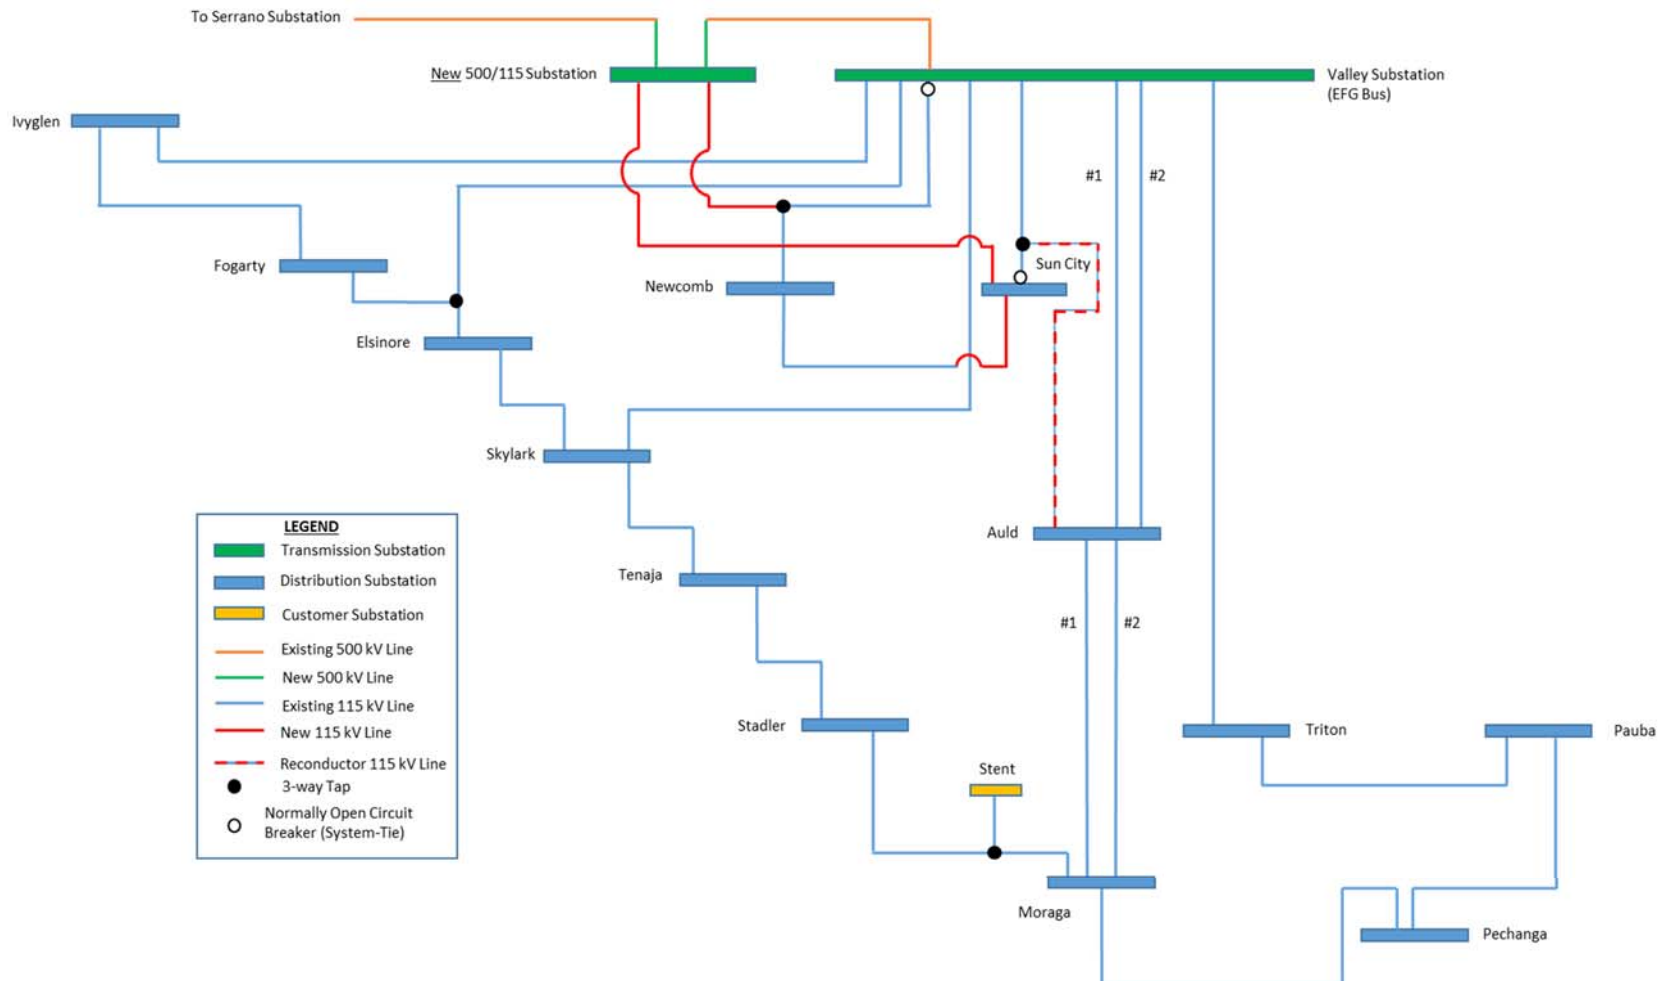 To Serrano Substation
New 500/115 Substation
Valley Substation
(EFG Bus)
Ivyglen
#1
#2
Fogarty
Sun City
Newcomb
Elsinore
Skylark
LEGEND
Transmission Substation
Distribution Substation
Customer Substation
Existing 500 kV Line
New 500 kV Line
Existing 115 kV Line
New 115 kV Line
Reconductor 115 kV Line
3-way Tap
Normally Open Circuit
Breaker (System-Tie)
Auld
Tenaja
#1
#2
Stadler
Triton
Pauba
Stent
Moraga
Pechanga